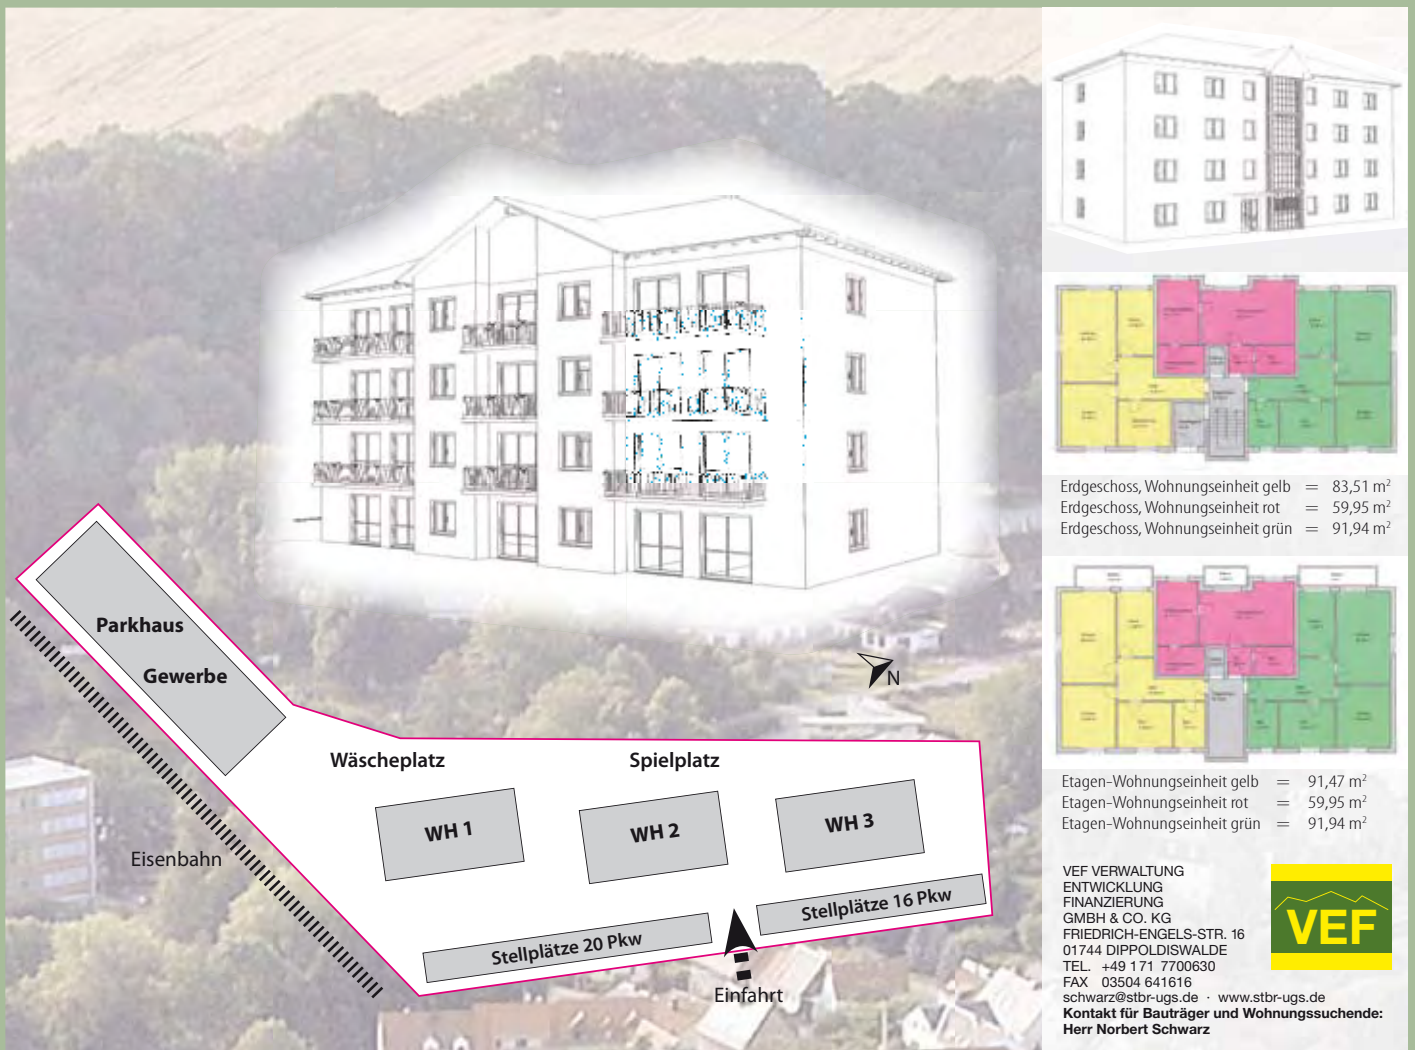 Parkhaus
Gewerbe
Eisenbahn
Wäscheplatz
Spielplatz
N
WH 1
WH 2
WH 3
Stellplätze 20 Pkw
Stellplätze 16 Pkw
Einfahrt
Erdgeschoss, Wohnungseinheit gelb = 83,51 m²
Erdgeschoss, Wohnungseinheit rot = 59,95 m²
Erdgeschoss, Wohnungseinheit grün = 91,94 m²
Etagen-Wohnungseinheit gelb = 91,47 m²
Etagen-Wohnungseinheit rot = 59,95 m²
Etagen-Wohnungseinheit grün = 91,94 m²
VEF VERWALTUNG
ENTWICKLUNG
FINANZIERUNG
GMBH & CO. KG
FRIEDRICH-ENGELS-STR. 16
01744 DIPPOLDISWALDE
TEL. +49 171 7700630
FAX 03504 641616
schwarz@stbr-ugs.de · www.stbr-ugs.de
Kontakt für Bauträger und Wohnungssuchende:
Herr Norbert Schwarz
VEF